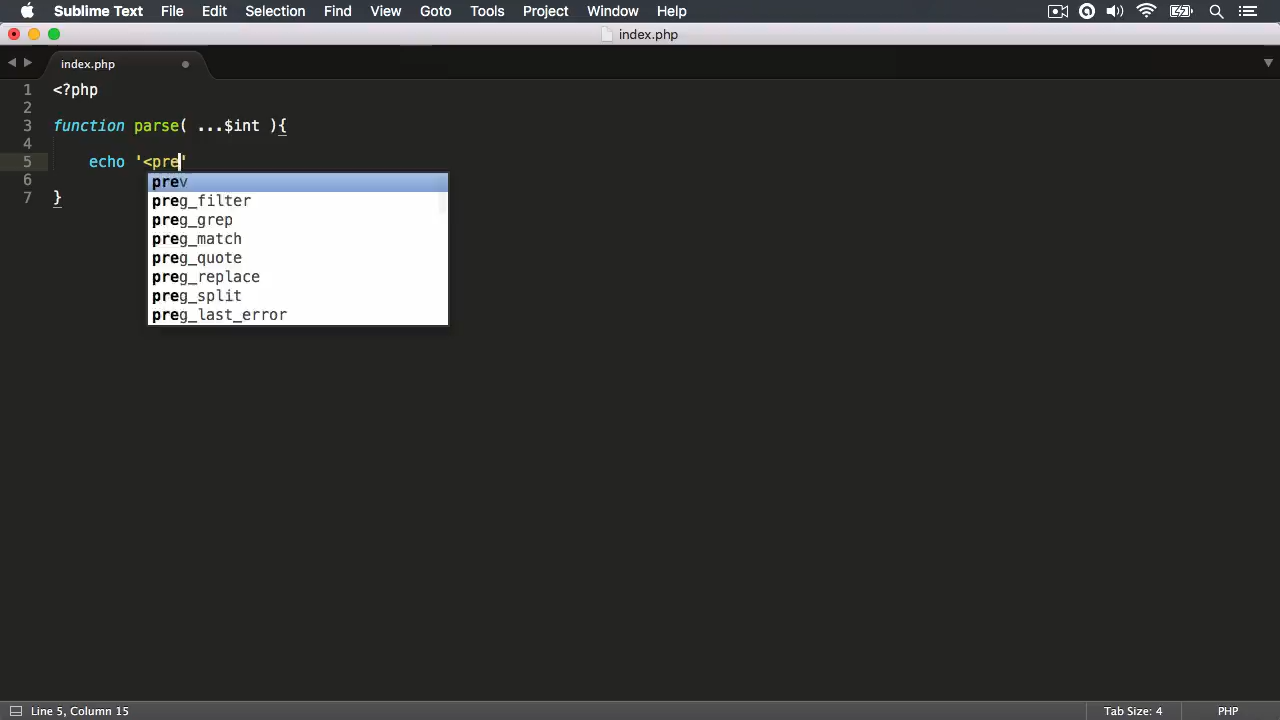 Sublime Text File Edit Selection Find View Goto Tools Project Window Help
index.php
index.php
1 <?php
2
3 function parse( ...$int ){
4
5 echo '<pre'
6
7 }
prev
preg_filter
preg_grep
preg_match
preg_quote
preg_replace
preg_split
preg_last_error
Line 5, Column 15 Tab Size: 4 PHP